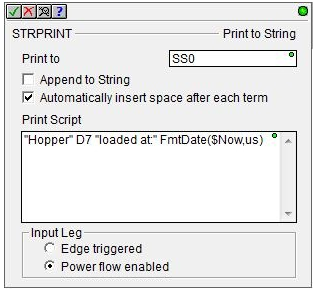 STRPRINT Print to String
Print to SS0
Append to String
Automatically insert space after each term
Print Script
"Hopper" D7 "loaded at:" FmtDate($Now,us)
Input Leg
Edge triggered
Power flow enabled